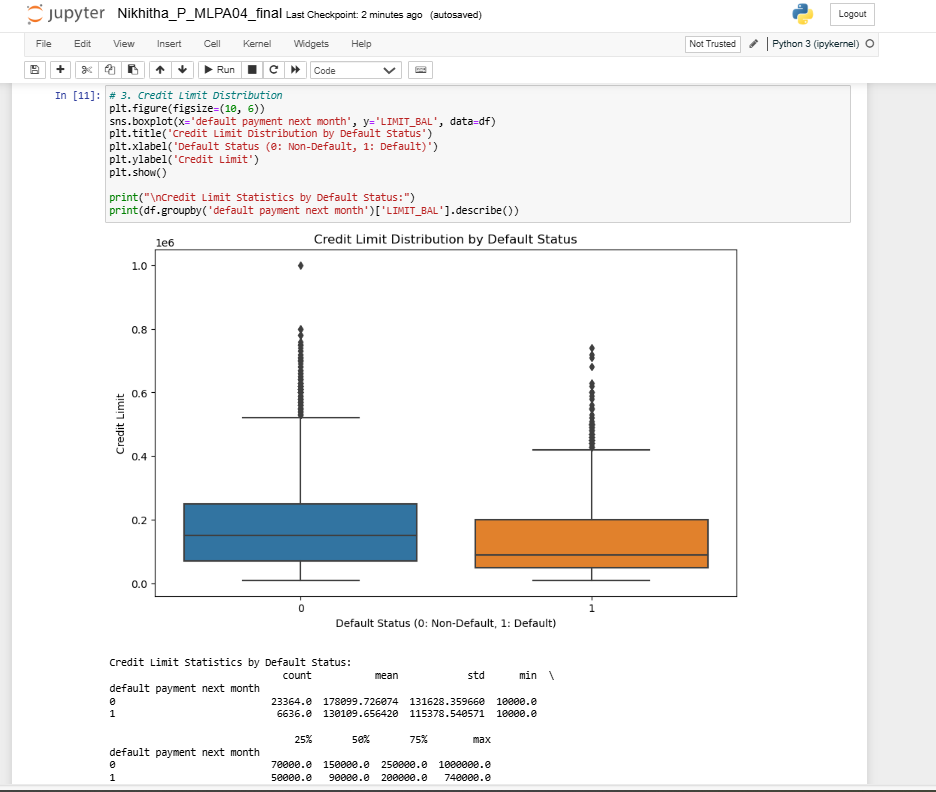 jupyter Nikhitha_P_MLPA04_final Last Checkpoint: 2 minutes ago (autosaved)
Logout
File Edit View Insert Cell Kernel Widgets Help
Not Trusted
Python 3 (ipykernel)
Run
Code
In [11]:
# 3. Credit Limit Distribution
plt.figure(figsize=(10, 6))
sns.boxplot(x='default payment next month', y='LIMIT_BAL', data=df)
plt.title('Credit Limit Distribution by Default Status')
plt.xlabel('Default Status (0: Non-Default, 1: Default)')
plt.ylabel('Credit Limit')
plt.show()
print("\nCredit Limit Statistics by Default Status:")
print(df.groupby('default payment next month')['LIMIT_BAL'].describe())
Credit Limit Distribution by Default Status
1e6
1.0
0.8
0.6
0.4
0.2
0.0
Credit Limit
0 1
Default Status (0: Non-Default, 1: Default)
Credit Limit Statistics by Default Status:
count mean std min \
default payment next month
0 23364.0 178099.726074 131628.359660 10000.0
1 6636.0 130109.656420 115378.540571 10000.0
25% 50% 75% max
default payment next month
0 70000.0 150000.0 250000.0 1000000.0
1 50000.0 90000.0 200000.0 740000.0